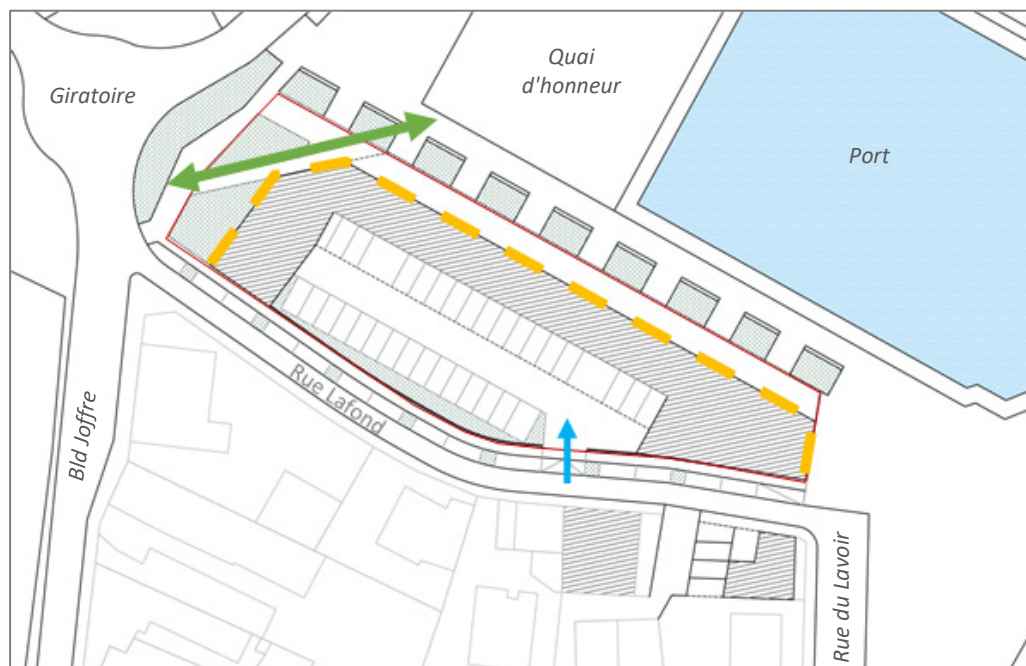 Giratoire
Quai
d'honneur
Port
Rue Lafond
Bld Joffre
Rue du Lavoir